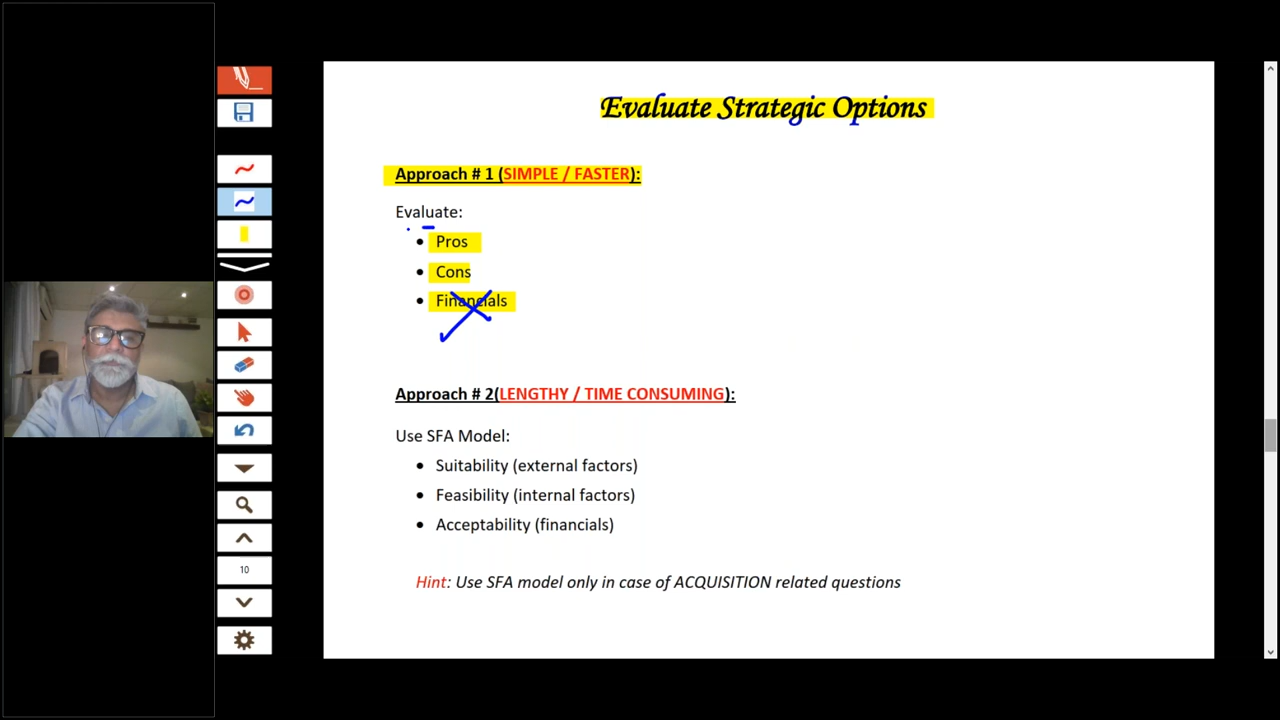 Evaluate Strategic Options
Approach # 1 (SIMPLE / FASTER):
Evaluate:
• Pros
• Cons
• Financials
Approach # 2(LENGTHY / TIME CONSUMING):
Use SFA Model:
• Suitability (external factors)
• Feasibility (internal factors)
• Acceptability (financials)
Hint: Use SFA model only in case of ACQUISITION related questions
10